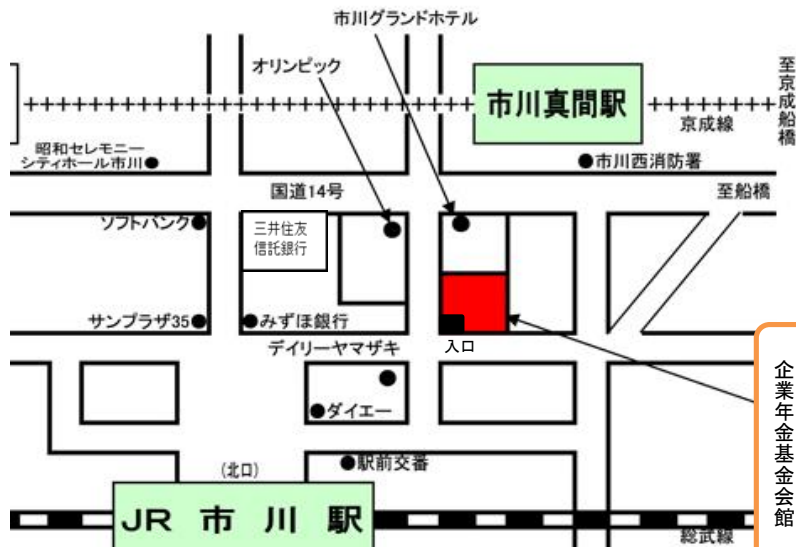 市川グランドホテル
オリンピック
市川真間駅
至京成船橋
京成線
昭和セレモニー
シティホール市川
市川西消防署
国道14号
至船橋
ソフトバンク
三井住友
信託銀行
サンプラザ35
みずほ銀行
入口
デイリーヤマザキ
企業年金基金会館
ダイエー
(北口)
駅前交番
JR 市川駅
総武線